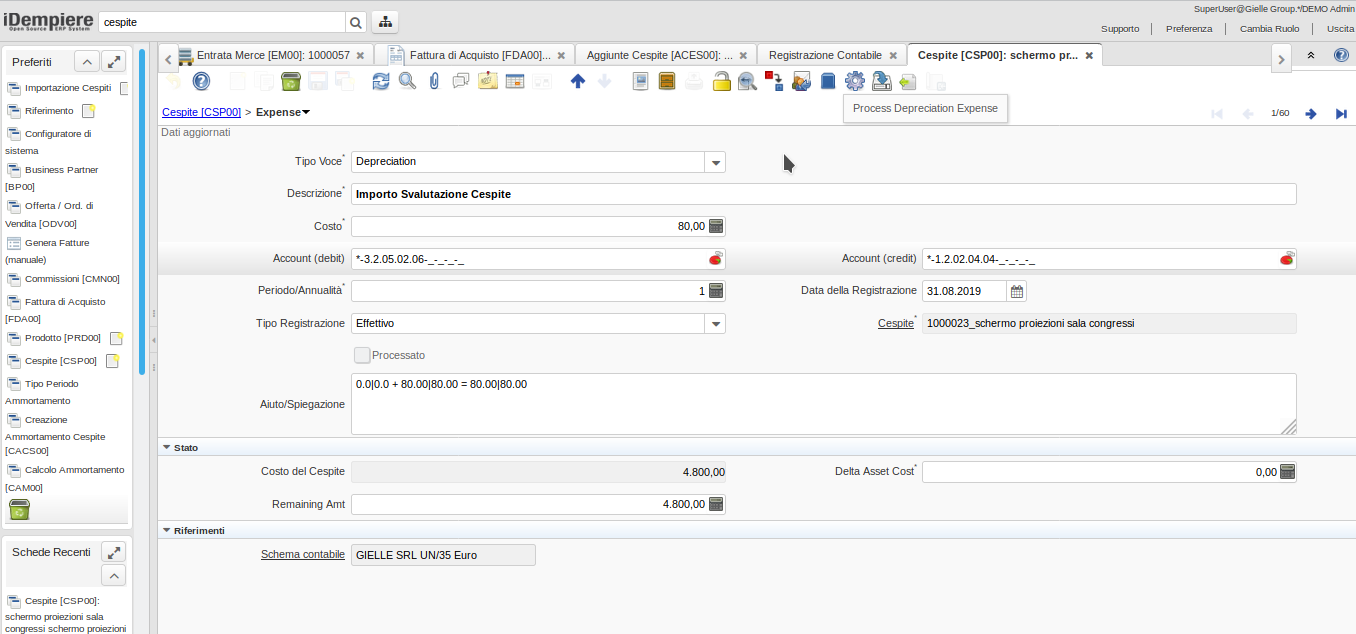 iDempiere
Open Source ERP System
cespite
SuperUser@Gielle Group.*/DEMO Admin
Supporto
Preferenza
Cambia Ruolo
Uscita
Preferiti
Importazione Cespiti
Riferimento
Configuratore di
sistema
Business Partner
[BP00]
Offerta / Ord. di
Vendita [ODV00]
Genera Fatture
(manuale)
Commissioni [CMN00]
Fattura di Acquisto
[FDA00]
Prodotto [PRD00]
Cespite [CSP00]
Tipo Periodo
Ammortamento
Creazione
Ammortamento Cespite
[CACS00]
Calcolo Ammortamento
[CAM00]
Schede Recenti
Cespite [CSP00]:
schermo proiezioni sala
congressi schermo proiezioni
Entrata Merce [EM00]: 1000057
Fattura di Acquisto [FDA00]...
Aggiunte Cespite [ACES00]: ...
Registrazione Contabile
Cespite [CSP00]: schermo pr...
Process Depreciation Expense
Cespite [CSP00] > Expense
1/60
Dati aggiornati
Tipo Voce* Depreciation
Descrizione* Importo Svalutazione Cespite
Costo* 80,00
Account (debit) *-3.2.05.02.06-_-_-_-_
Account (credit) *-1.2.02.04.04-_-_-_-_
Periodo/Annualità* 1
Data della Registrazione 31.08.2019
Tipo Registrazione Effettivo
Cespite* 1000023_schermo proiezioni sala congressi
Processato
Aiuto/Spiegazione 0.0|0.0 + 80.00|80.00 = 80.00|80.00
Stato
Costo del Cespite 4.800,00
Delta Asset Cost* 0,00
Remaining Amt 4.800,00
Riferimenti
Schema contabile GIELLE SRL UN/35 Euro